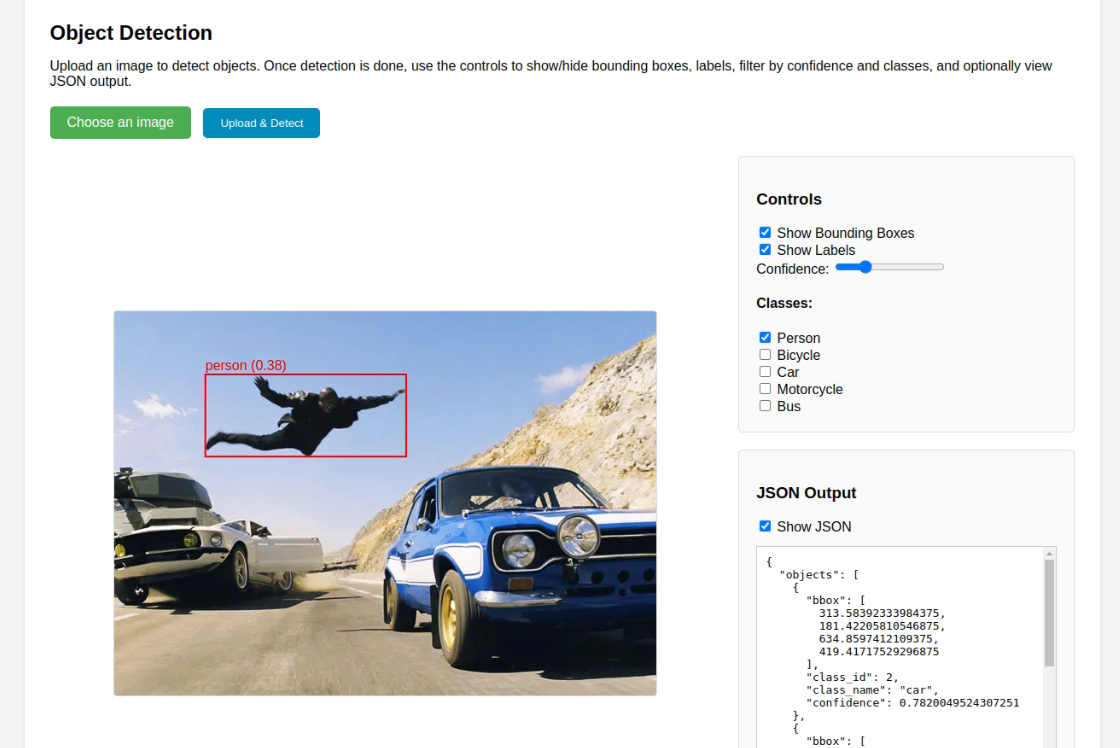 Object Detection
Upload an image to detect objects. Once detection is done, use the controls to show/hide bounding boxes, labels, filter by confidence and classes, and optionally view
JSON output.
Choose an image
Upload & Detect
person (0.38)
Controls
Show Bounding Boxes
Show Labels
Confidence:
Classes:
Person
Bicycle
Car
Motorcycle
Bus
JSON Output
Show JSON
{
"objects": [
{
"bbox": [
313.58392333984375,
181.42205810546875,
634.8597412109375,
419.41717529296875
],
"class_id": 2,
"class_name": "car",
"confidence": 0.7820049524307251
},
{
"bbox": [